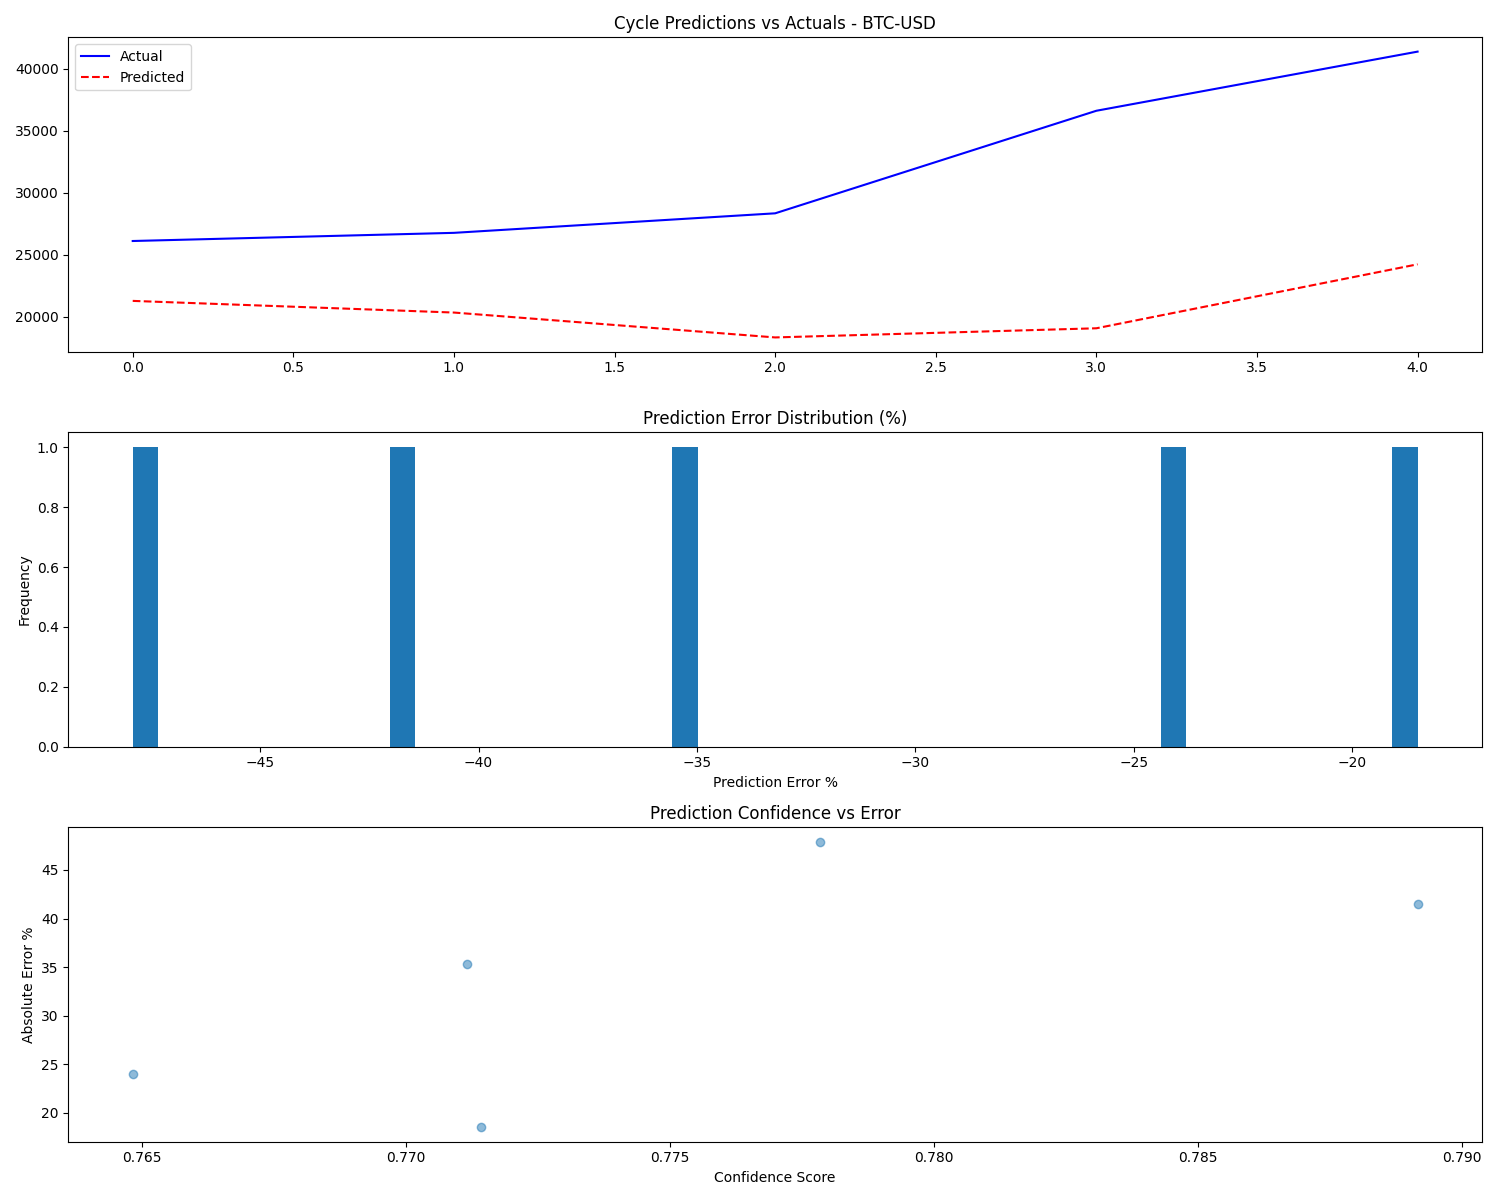 Cycle Predictions vs Actuals - BTC-USD
Actual
Predicted
40000
35000
30000
25000
20000
0.0 0.5 1.0 1.5 2.0 2.5 3.0 3.5 4.0
Prediction Error Distribution (%)
Frequency
1.0
0.8
0.6
0.4
0.2
0.0
−45 −40 −35 −30 −25 −20
Prediction Error %
Prediction Confidence vs Error
Absolute Error %
45
40
35
30
25
20
0.765 0.770 0.775 0.780 0.785 0.790
Confidence Score